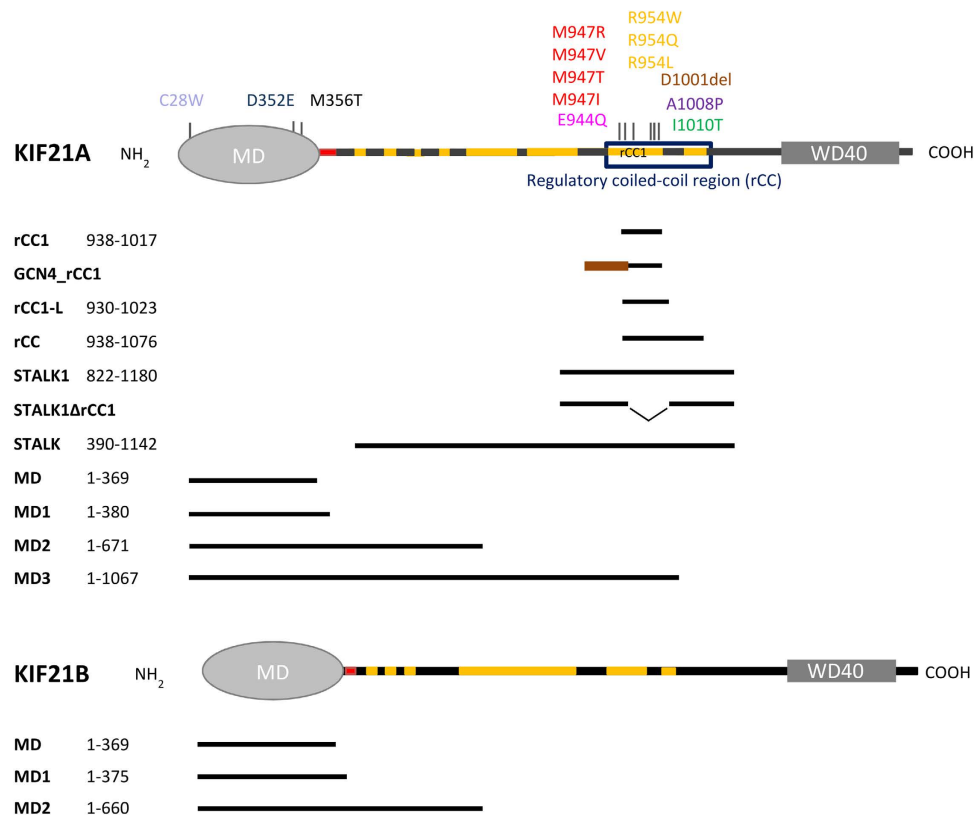 R954W
M947R
R954Q
M947V
R954L
M947T
D1001del
C28W
D352E
M356T
M947I
A1008P
E944Q
I1010T
KIF21A
NH2
MD
rCC1
WD40
COOH
Regulatory coiled-coil region (rCC)
rCC1 938-1017
GCN4_rCC1
rCC1-L 930-1023
rCC 938-1076
STALK1 822-1180
STALK1ΔrCC1
STALK 390-1142
MD 1-369
MD1 1-380
MD2 1-671
MD3 1-1067
KIF21B
NH2
MD
WD40
COOH
MD 1-369
MD1 1-375
MD2 1-660